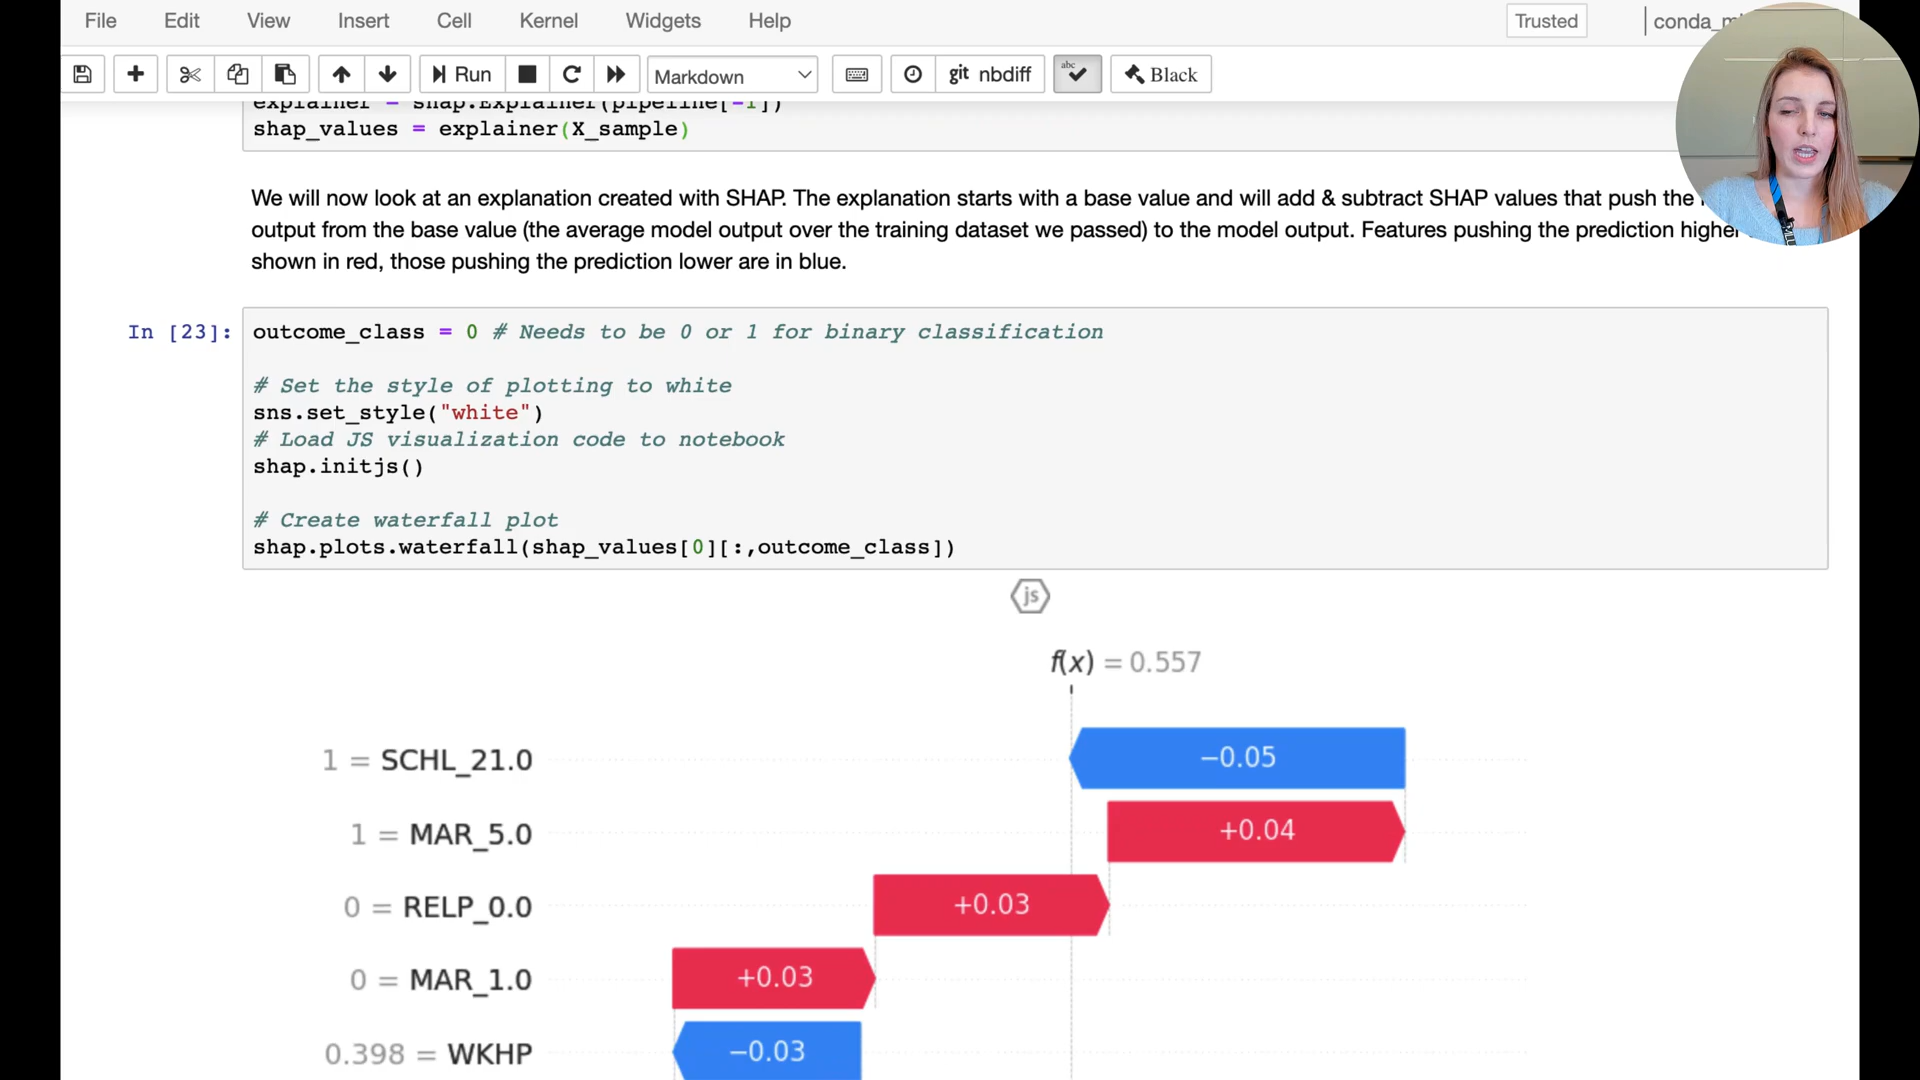 File Edit View Insert Cell Kernel Widgets Help Trusted conda_m
Run Markdown git nbdiff abc Black
explainer = shap.Explainer(pipeline[-1])
shap_values = explainer(X_sample)
We will now look at an explanation created with SHAP. The explanation starts with a base value and will add & subtract SHAP values that push the
output from the base value (the average model output over the training dataset we passed) to the model output. Features pushing the prediction higher
shown in red, those pushing the prediction lower are in blue.
In [23]: outcome_class = 0 # Needs to be 0 or 1 for binary classification
# Set the style of plotting to white
sns.set_style("white")
# Load JS visualization code to notebook
shap.initjs()
# Create waterfall plot
shap.plots.waterfall(shap_values[0][:,outcome_class])
js
f(x) = 0.557
1 = SCHL_21.0 −0.05
1 = MAR_5.0 +0.04
0 = RELP_0.0 +0.03
0 = MAR_1.0 +0.03
0.398 = WKHP −0.03